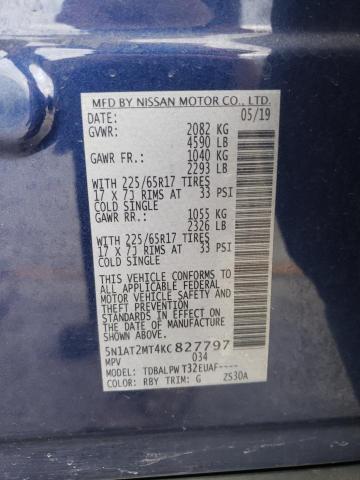 MFD BY NISSAN MOTOR CO., LTD.
DATE: 05/19
GVWR: 2082 KG
4590 LB
GAWR FR.: 1040 KG
2293 LB
WITH 225/65R17 TIRES
17 X 7J RIMS AT 33 PSI
COLD SINGLE
GAWR RR.: 1055 KG
2326 LB
WITH 225/65R17 TIRES
17 X 7J RIMS AT 33 PSI
COLD SINGLE
THIS VEHICLE CONFORMS TO
ALL APPLICABLE FEDERAL
MOTOR VEHICLE SAFETY
AND THEFT PREVENTION
STANDARDS IN EFFECT ON
THE DATE OF MANUFACTURE
SHOWN ABOVE.
5N1AT2MT4KC827797
MPV 034
MODEL: TDBALPW T32EUAF----
COLOR: RBY TRIM: G ZS30A